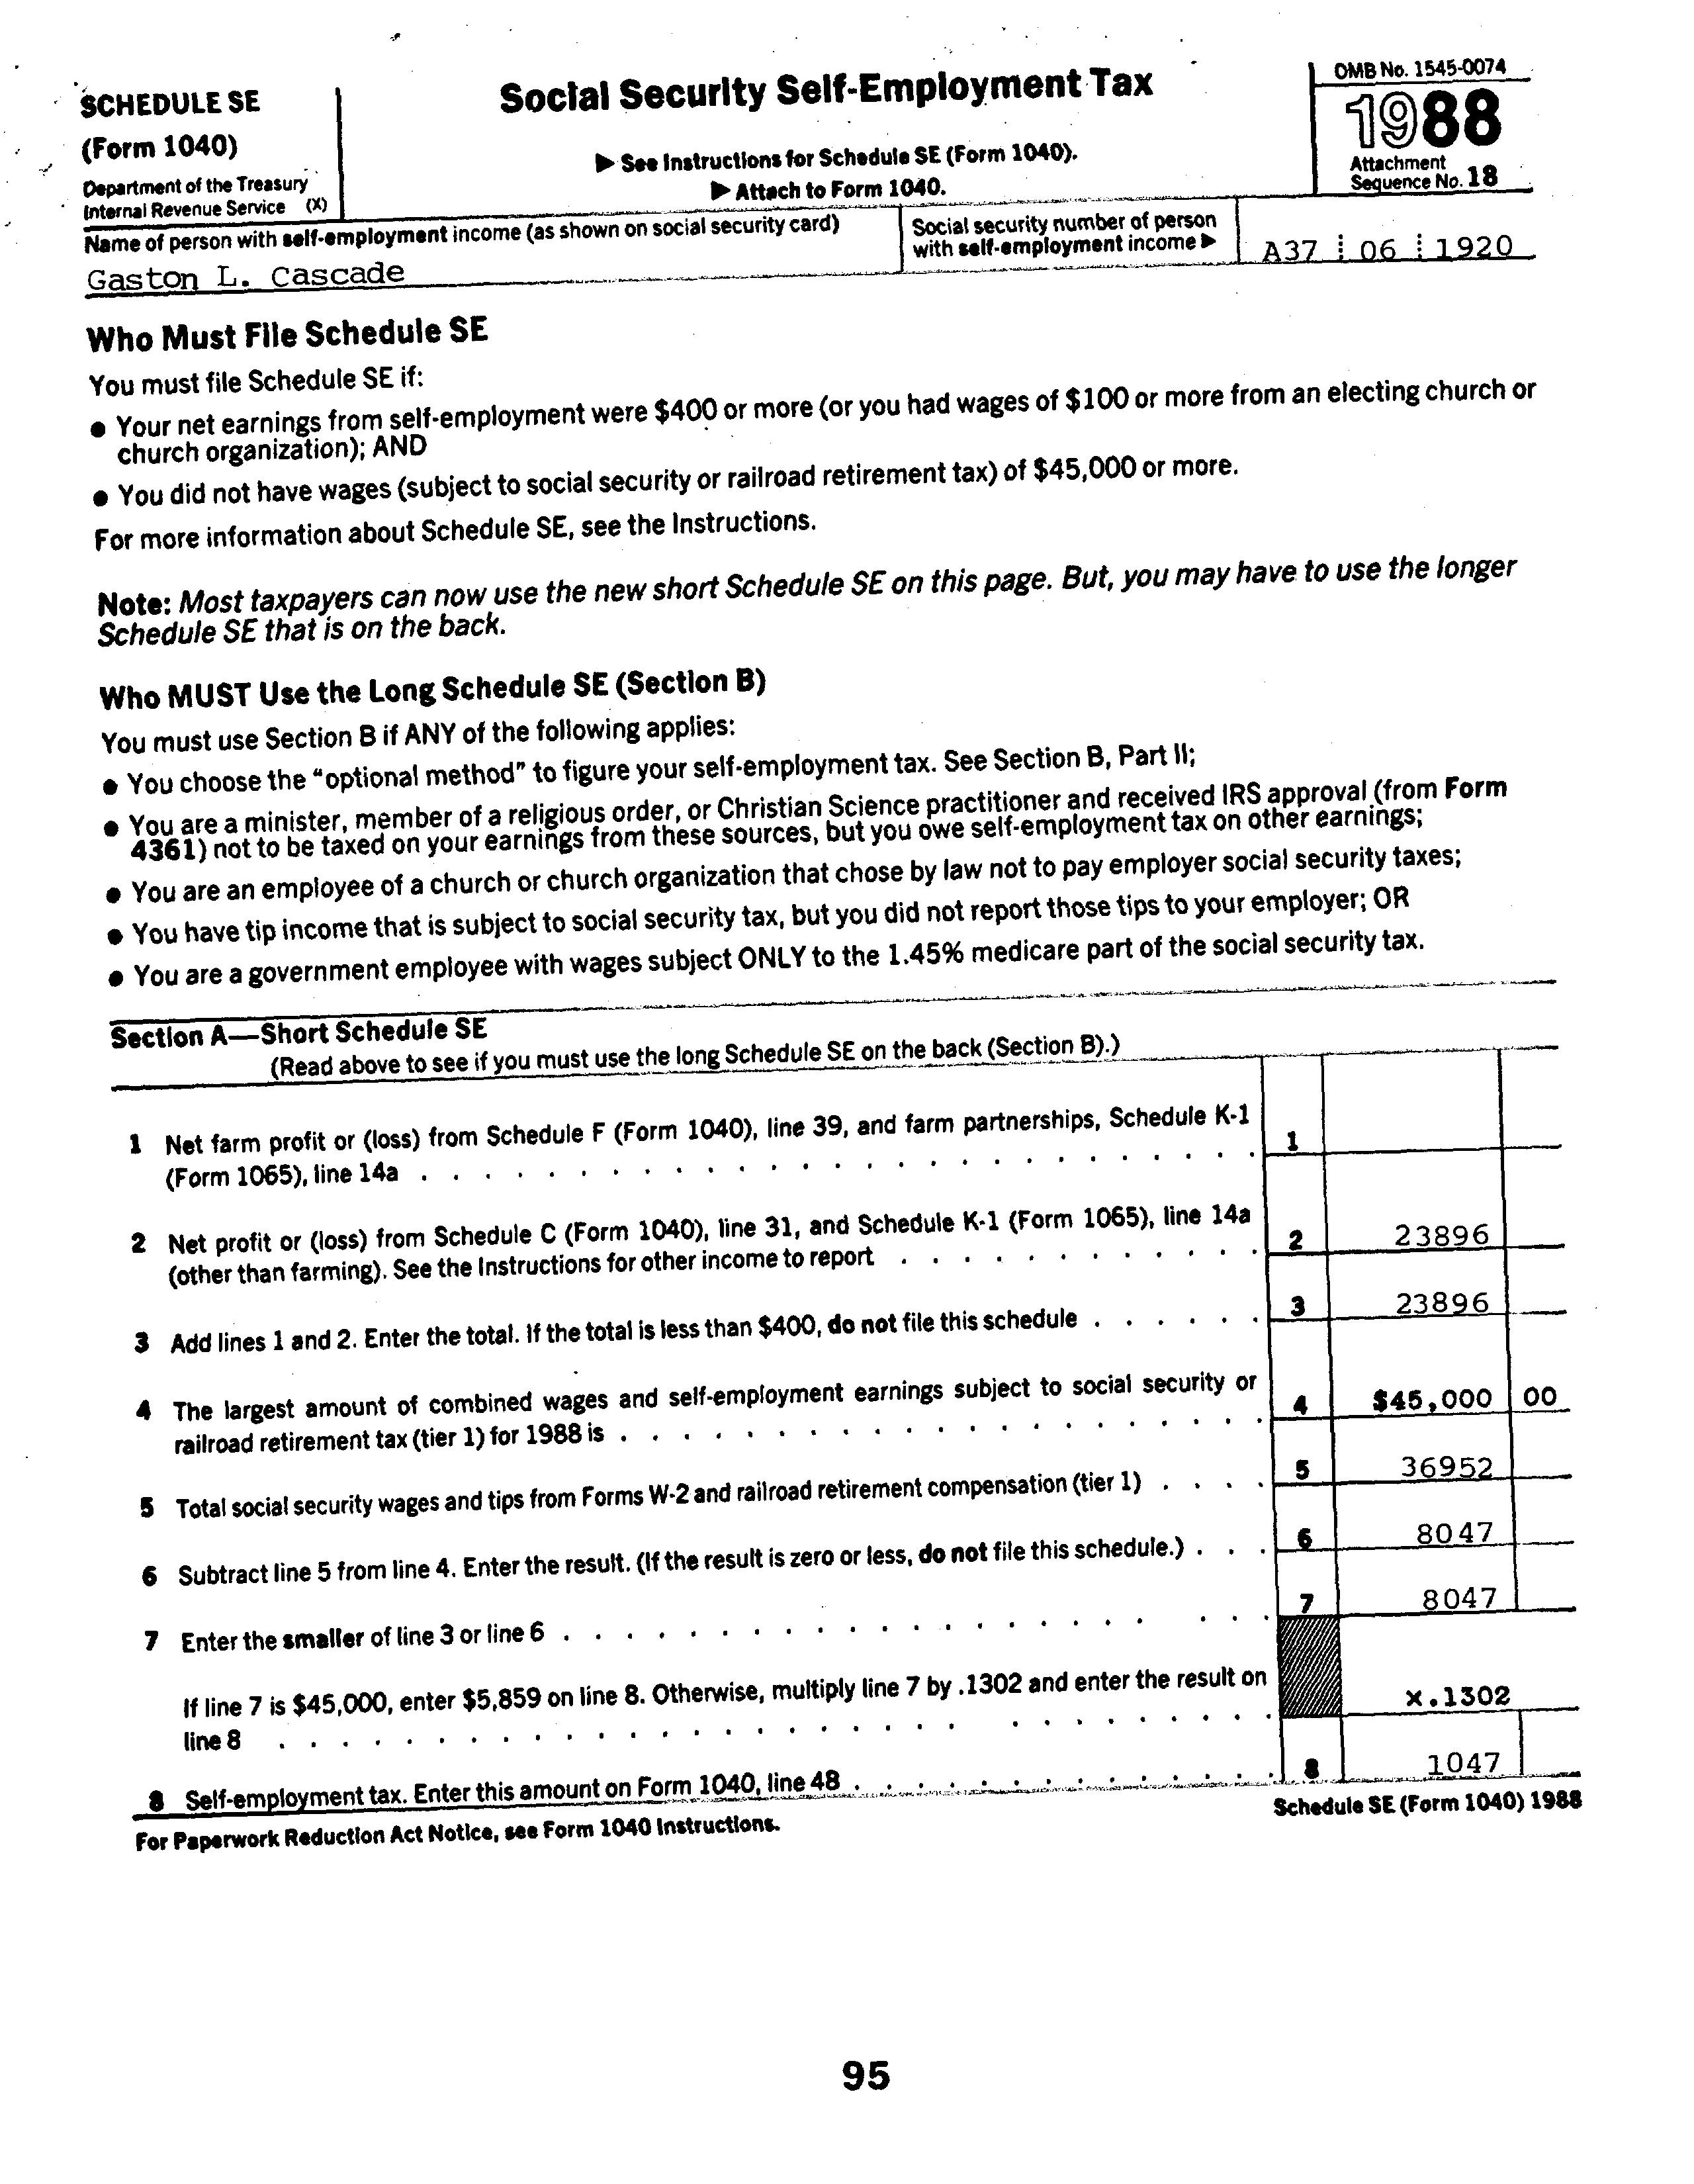 SCHEDULE SE
(Form 1040)
Department of the Treasury
Internal Revenue Service (X)
Social Security Self-Employment Tax
▶ See Instructions for Schedule SE (Form 1040).
▶ Attach to Form 1040.
OMB No. 1545-0074
1988
Attachment
Sequence No. 18
Name of person with self-employment income (as shown on social security card)
Gaston L. Cascade
Social security number of person
with self-employment income ▶
A37 06 1920
Who Must File Schedule SE
You must file Schedule SE if:
● Your net earnings from self-employment were $400 or more (or you had wages of $100 or more from an electing church or
church organization); AND
● You did not have wages (subject to social security or railroad retirement tax) of $45,000 or more.
For more information about Schedule SE, see the Instructions.
Note: Most taxpayers can now use the new short Schedule SE on this page. But, you may have to use the longer
Schedule SE that is on the back.
Who MUST Use the Long Schedule SE (Section B)
You must use Section B if ANY of the following applies:
● You choose the “optional method” to figure your self-employment tax. See Section B, Part II;
● You are a minister, member of a religious order, or Christian Science practitioner and received IRS approval (from Form
4361) not to be taxed on your earnings from these sources, but you owe self-employment tax on other earnings;
● You are an employee of a church or church organization that chose by law not to pay employer social security taxes;
● You have tip income that is subject to social security tax, but you did not report those tips to your employer; OR
● You are a government employee with wages subject ONLY to the 1.45% medicare part of the social security tax.
Section A—Short Schedule SE
(Read above to see if you must use the long Schedule SE on the back (Section B).)
1 Net farm profit or (loss) from Schedule F (Form 1040), line 39, and farm partnerships, Schedule K-1
(Form 1065), line 14a . . . . . . . . . . . . . . . . . . . . . . . . . . . 1
2 Net profit or (loss) from Schedule C (Form 1040), line 31, and Schedule K-1 (Form 1065), line 14a
(other than farming). See the Instructions for other income to report . . . . . . . . . . . . 2 23896
3 Add lines 1 and 2. Enter the total. If the total is less than $400, do not file this schedule . . . . . . 3 23896
4 The largest amount of combined wages and self-employment earnings subject to social security or
railroad retirement tax (tier 1) for 1988 is . . . . . . . . . . . . . . . . . . . . . 4 $45,000 00
5 Total social security wages and tips from Forms W-2 and railroad retirement compensation (tier 1) . . . . 5 36952
6 Subtract line 5 from line 4. Enter the result. (If the result is zero or less, do not file this schedule.) . . . 6 8047
7 Enter the smaller of line 3 or line 6 . . . . . . . . . . . . . . . . . . . . . . 7 8047
If line 7 is $45,000, enter $5,859 on line 8. Otherwise, multiply line 7 by .1302 and enter the result on
line 8 . . . . . . . . . . . . . . . . . . . . . . . . . . . . . . . x.1302
8 Self-employment tax. Enter this amount on Form 1040, line 48 . . . . . . . . . . . . . . 8 1047
For Paperwork Reduction Act Notice, see Form 1040 Instructions.
Schedule SE (Form 1040) 1988
95